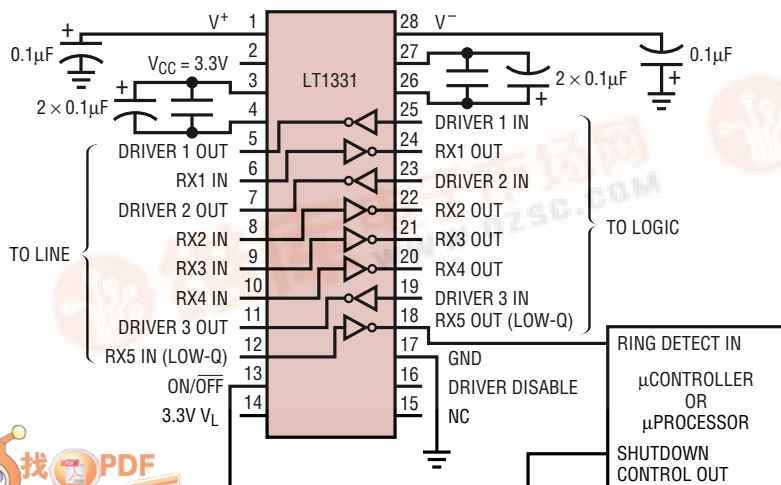 V+ 1 28 V−
0.1µF
2 27
VCC = 3.3V
LT1331
0.1µF
3 26
2 × 0.1µF
2 × 0.1µF
4 25 DRIVER 1 IN
DRIVER 1 OUT 5 24 RX1 OUT
RX1 IN 6 23 DRIVER 2 IN
DRIVER 2 OUT 7 22 RX2 OUT
TO LINE
TO LOGIC
RX2 IN 8 21 RX3 OUT
RX3 IN 9 20 RX4 OUT
RX4 IN 10 19 DRIVER 3 IN
DRIVER 3 OUT 11 18 RX5 OUT (LOW-Q)
RX5 IN (LOW-Q) 12 17 GND
ON/OFF 13 16 DRIVER DISABLE
3.3V VL 14 15 NC
RING DETECT IN
µCONTROLLER
OR
µPROCESSOR
SHUTDOWN
CONTROL OUT
找 PDF